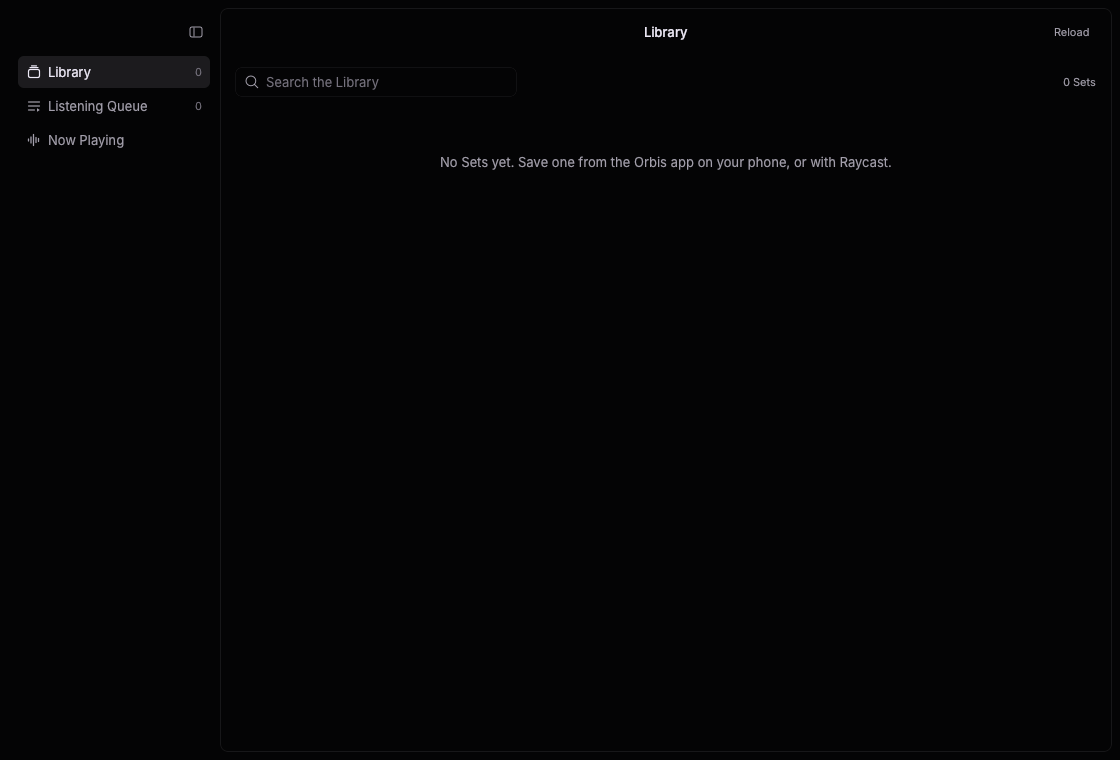 Library
Reload
Library 0
Search the Library
0 Sets
Listening Queue 0
Now Playing
No Sets yet. Save one from the Orbis app on your phone, or with Raycast.